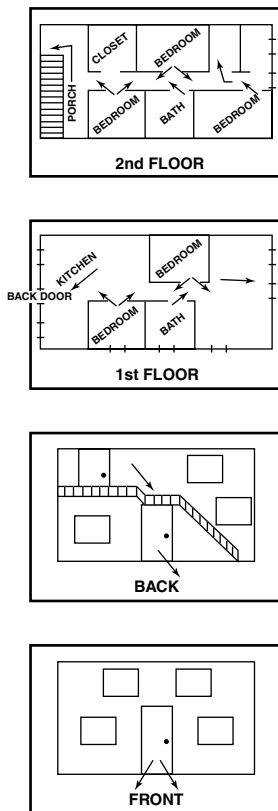 CLOSET
BEDROOM
PORCH
BEDROOM
BATH
BEDROOM
2nd FLOOR
KITCHEN
BEDROOM
BACK DOOR
BEDROOM
BATH
1st FLOOR
BACK
FRONT